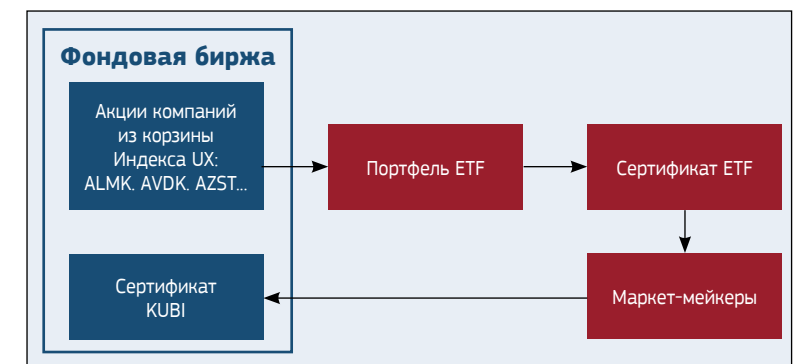 Фондовая биржа
Акции компаний
из корзины
Индекса UX:
ALMK, AVDK, AZST...
Портфель ETF
Сертификат ETF
Сертификат
KUBI
Маркет-мейкеры